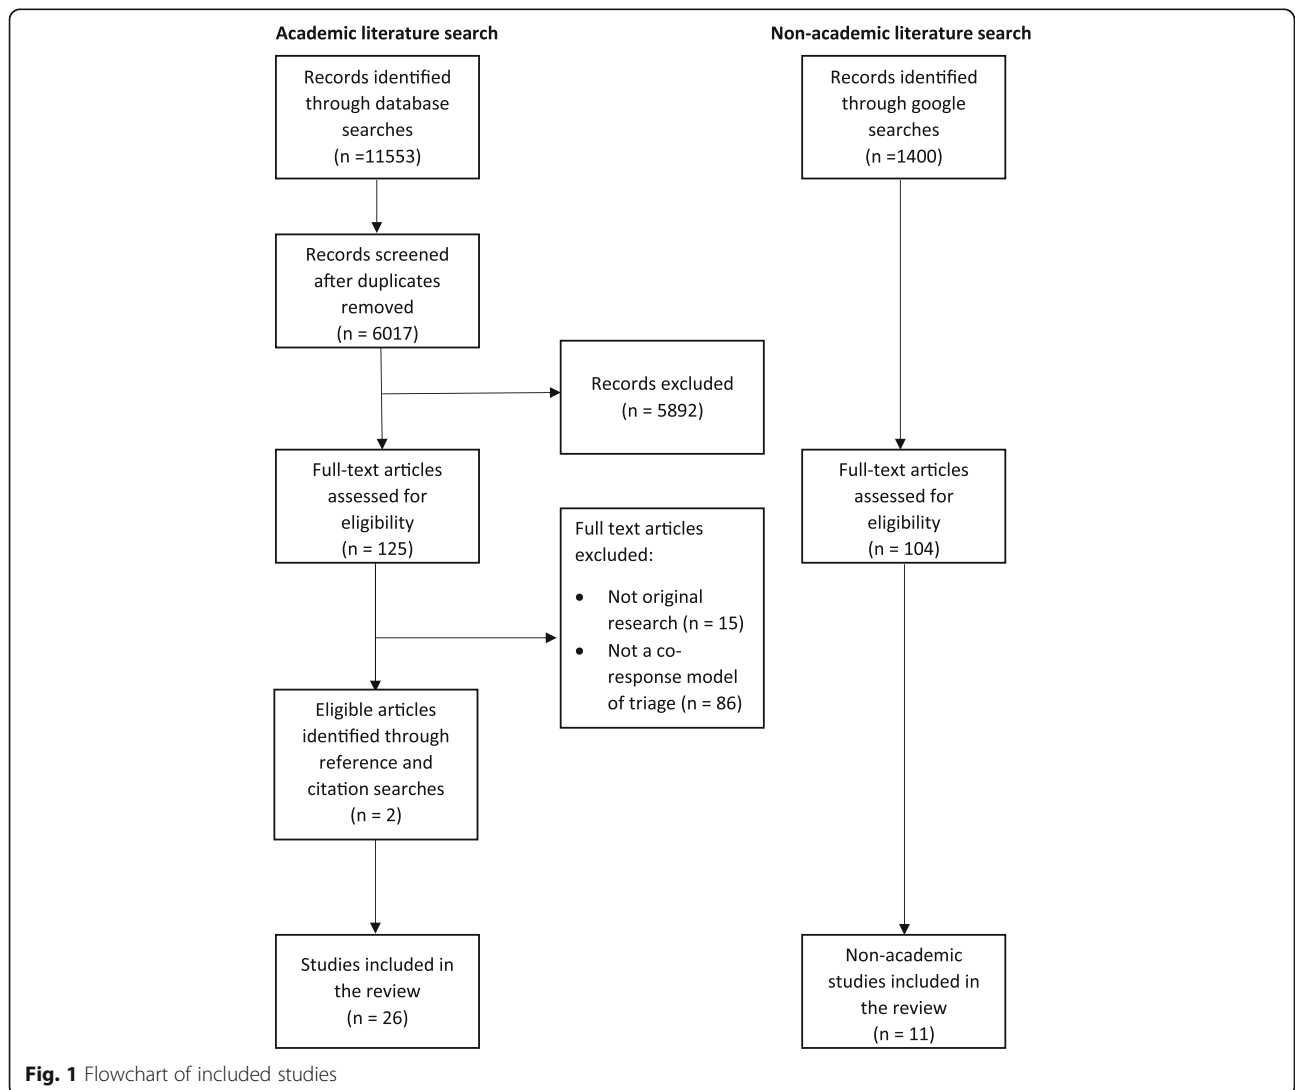 Academic literature search
Records identified
through database
searches
(n =11553)
Records screened
after duplicates
removed
(n = 6017)
Records excluded
(n = 5892)
Full-text articles
assessed for
eligibility
(n = 125)
Full text articles
excluded:
• Not original
research (n = 15)
• Not a co-
response model
of triage (n = 86)
Eligible articles
identified through
reference and
citation searches
(n = 2)
Studies included in
the review
(n = 26)
Non-academic literature search
Records identified
through google
searches
(n =1400)
Full-text articles
assessed for
eligibility
(n = 104)
Non-academic
studies included in
the review
(n = 11)
Fig. 1 Flowchart of included studies